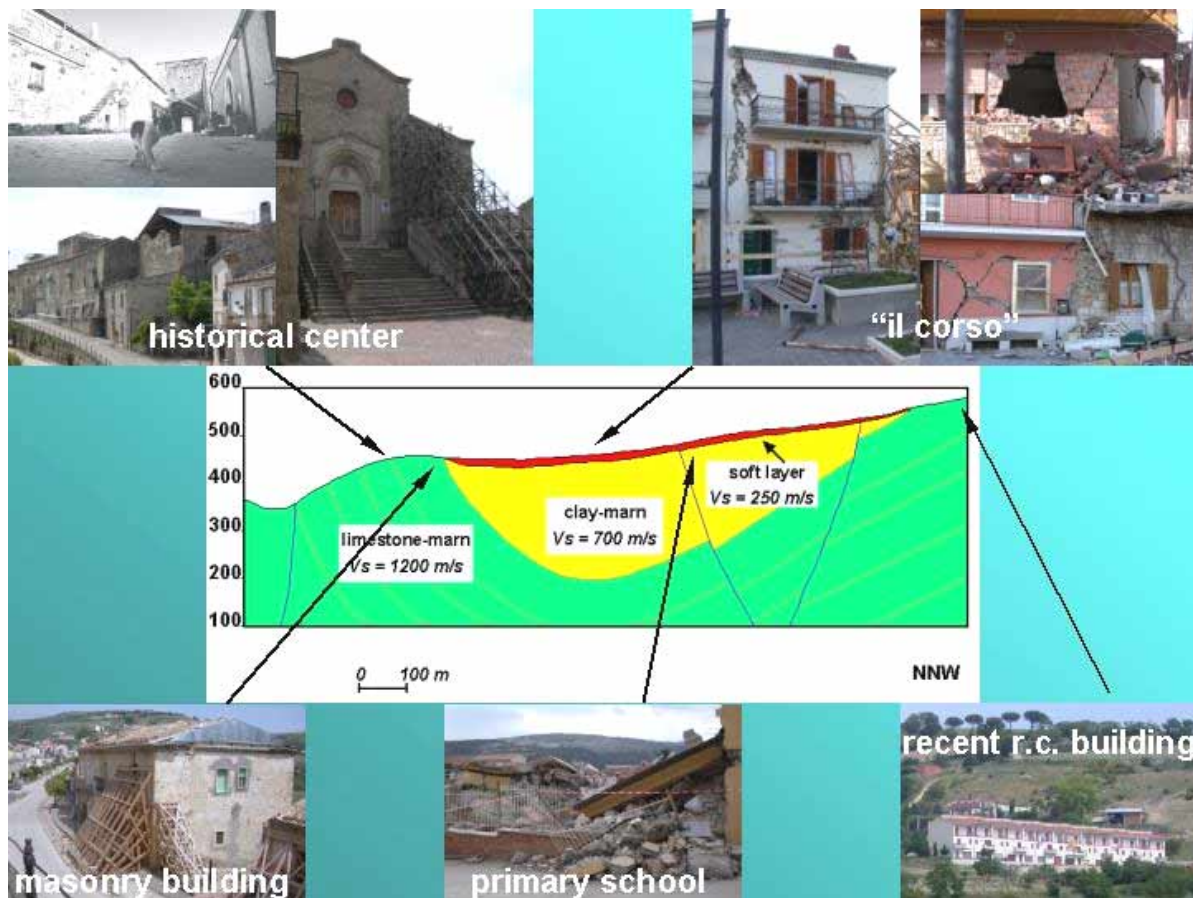 historical center
“il corso”
600
500
400
300
200
100
soft layer
Vs = 250 m/s
clay-marn
Vs = 700 m/s
limestone-marn
Vs = 1200 m/s
0 100 m
NNW
recent r.c. building
masonry building
primary school